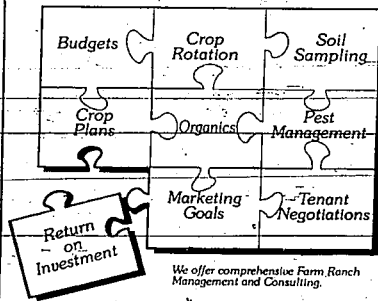 Budgets
Crop
Rotation
Soil
Sampling
Crop
Plans
Organics
Pest
Management
Marketing
Goals
Tenant
Negotiations
Return
on
Investment
We offer comprehensive Farm, Ranch
Management and Consulting.